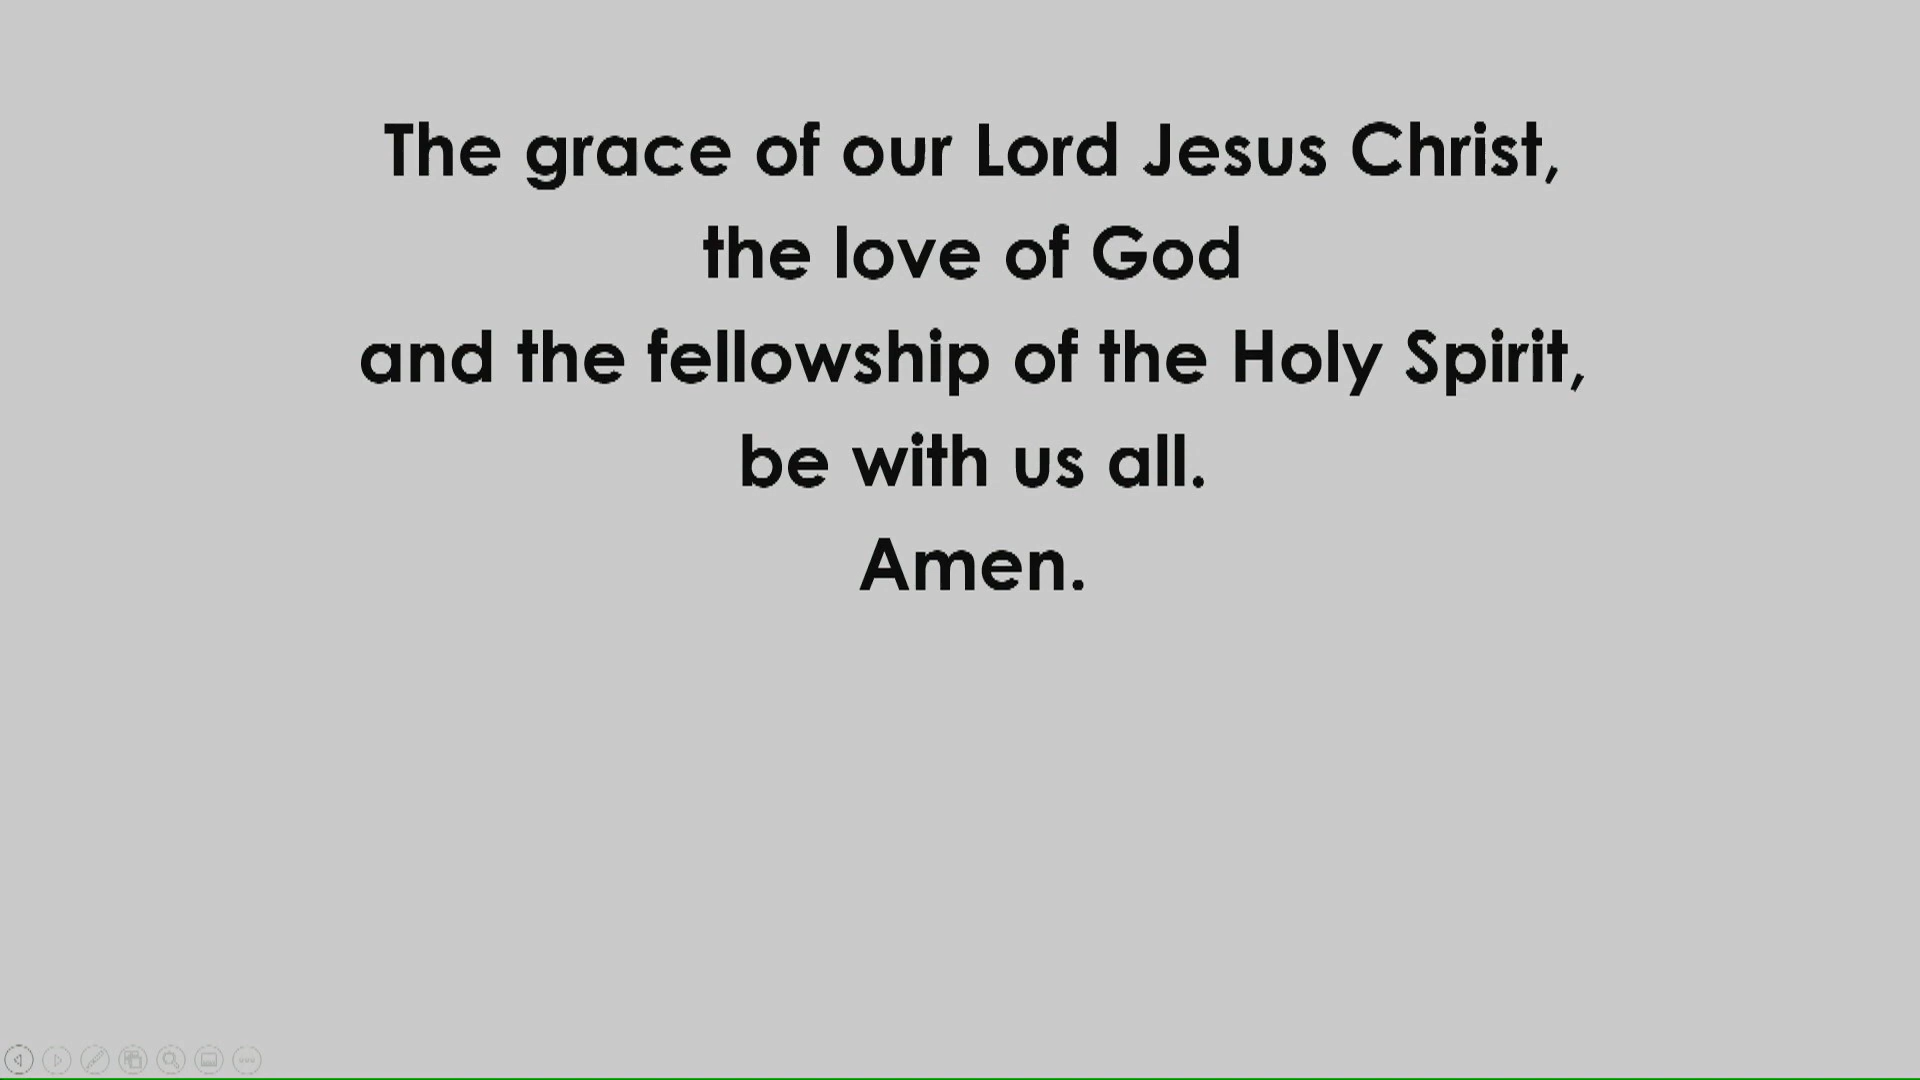 The grace of our Lord Jesus Christ,
the love of God
and the fellowship of the Holy Spirit,
be with us all.
Amen.